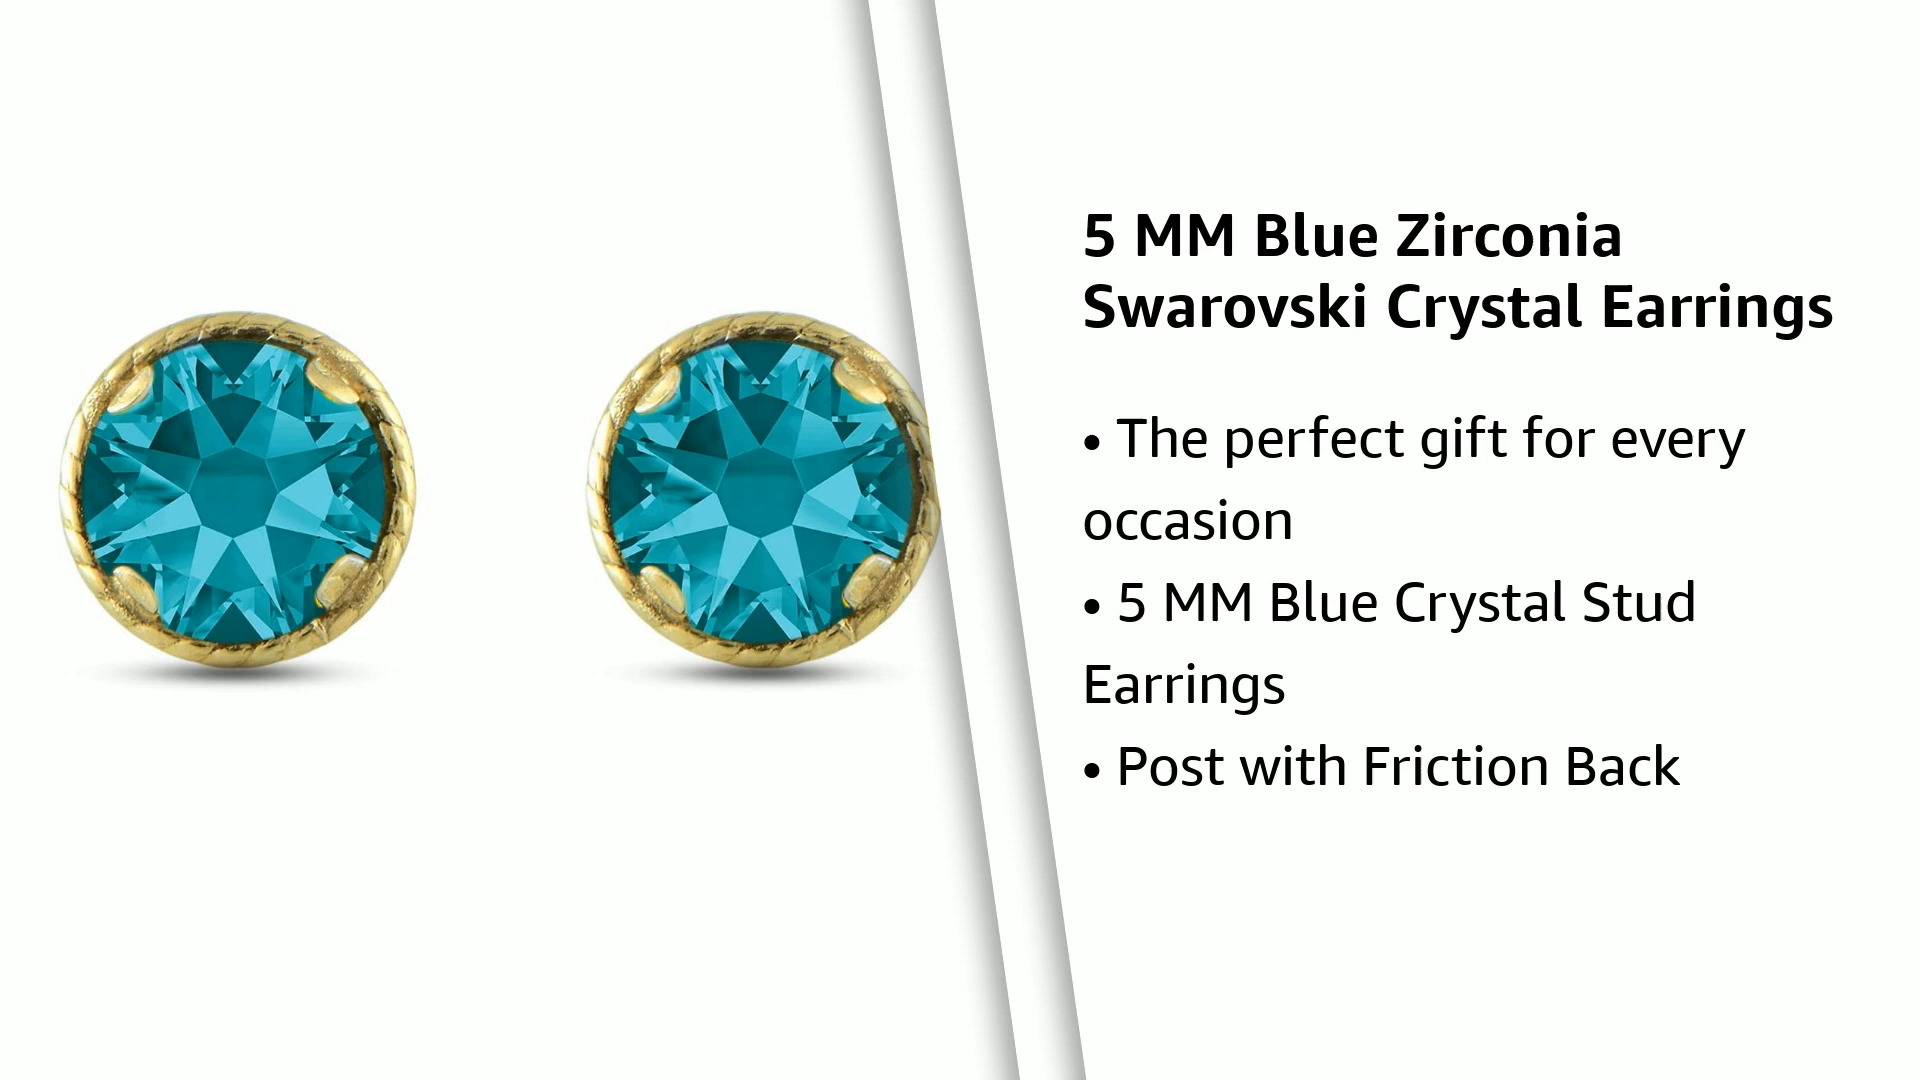 5 MM Blue Zirconia
Swarovski Crystal Earrings
• The perfect gift for every
occasion
• 5 MM Blue Crystal Stud
Earrings
• Post with Friction Back